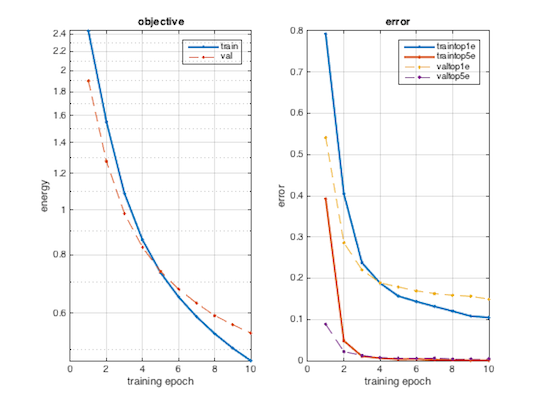 objective
train
val
2.4
2.2
2
1.8
1.6
1.4
1.2
1
0.8
0.6
energy
0 2 4 6 8 10
training epoch
error
traintop1e
traintop5e
valtop1e
valtop5e
0.8
0.7
0.6
0.5
0.4
0.3
0.2
0.1
0
error
0 2 4 6 8 10
training epoch